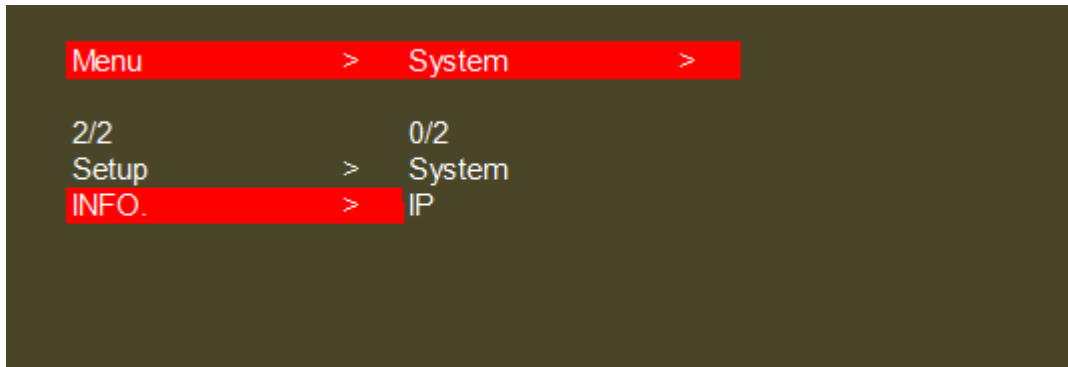 Menu > System >
2/2 0/2
Setup > System
INFO. > IP